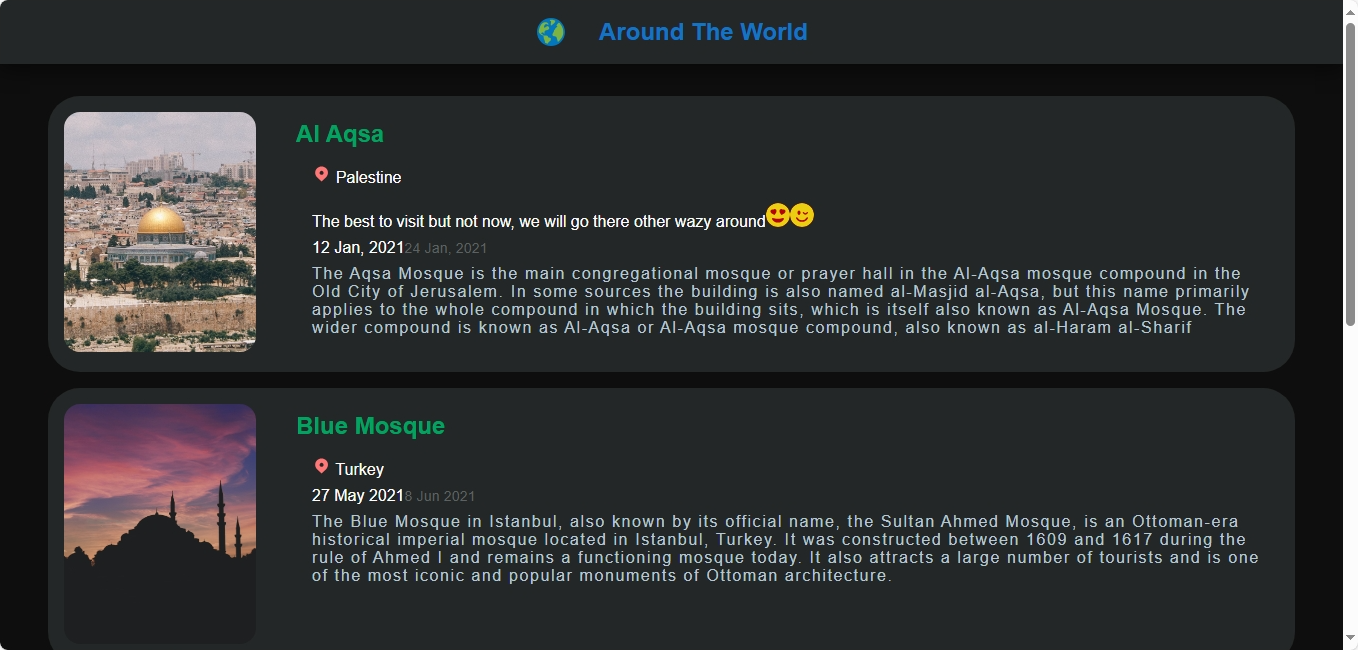 Around The World
Al Aqsa
Palestine
The best to visit but not now, we will go there other wazy around😍😉
12 Jan, 202124 Jan, 2021
The Aqsa Mosque is the main congregational mosque or prayer hall in the Al-Aqsa mosque compound in the
Old City of Jerusalem. In some sources the building is also named al-Masjid al-Aqsa, but this name primarily
applies to the whole compound in which the building sits, which is itself also known as Al-Aqsa Mosque. The
wider compound is known as Al-Aqsa or Al-Aqsa mosque compound, also known as al-Haram al-Sharif
Blue Mosque
Turkey
27 May 20218 Jun 2021
The Blue Mosque in Istanbul, also known by its official name, the Sultan Ahmed Mosque, is an Ottoman-era
historical imperial mosque located in Istanbul, Turkey. It was constructed between 1609 and 1617 during the
rule of Ahmed I and remains a functioning mosque today. It also attracts a large number of tourists and is one
of the most iconic and popular monuments of Ottoman architecture.